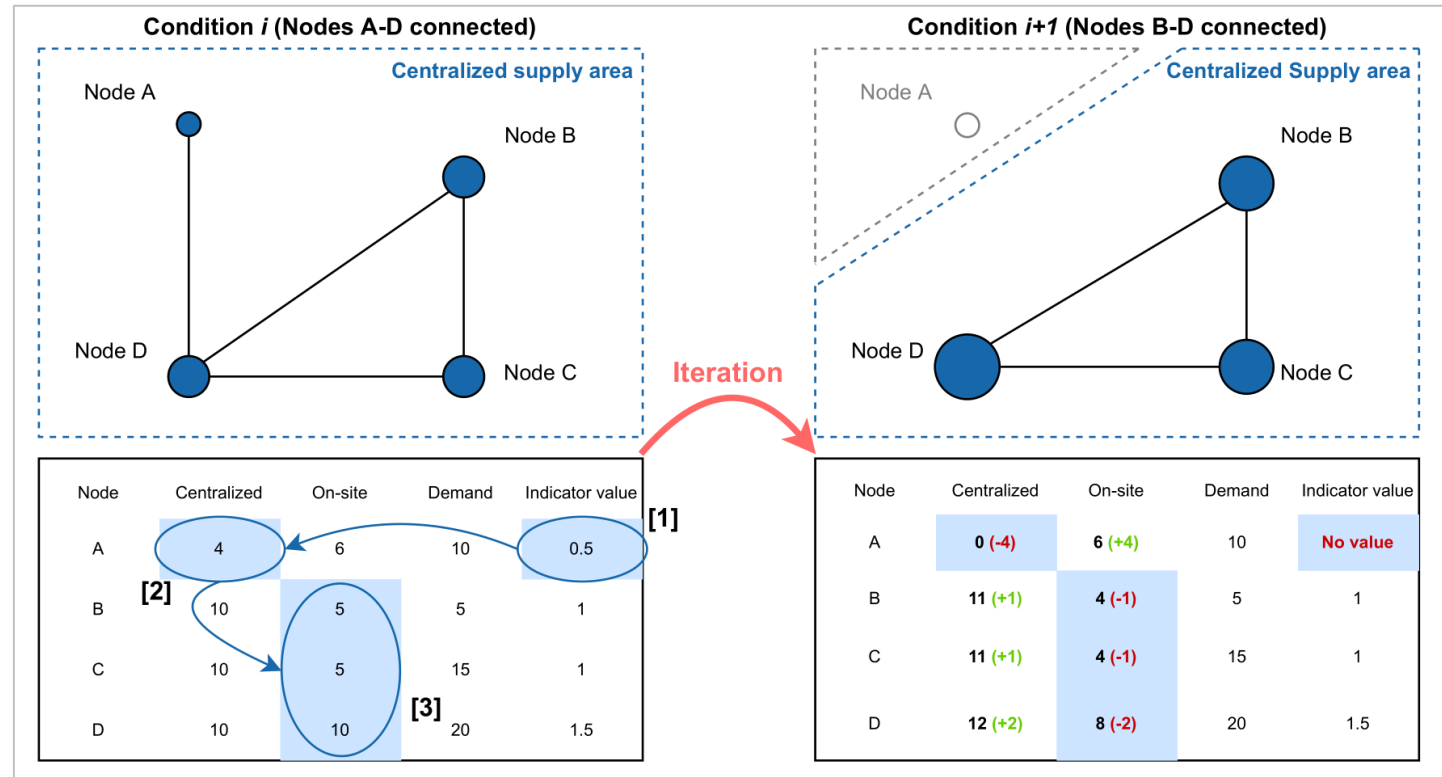 Condition i (Nodes A-D connected)
Centralized supply area
Node A
Node B
Node D
Node C
Condition i+1 (Nodes B-D connected)
Centralized Supply area
Node A
Node B
Node D
Node C
Iteration
Node Centralized On-site Demand Indicator value
[1]
A 4 6 10 0.5
[2]
B 10 5 5 1
C 10 5 15 1
[3]
D 10 10 20 1.5
Node Centralized On-site Demand Indicator value
A 0 (-4) 6 (+4) 10 No value
B 11 (+1) 4 (-1) 5 1
C 11 (+1) 4 (-1) 15 1
D 12 (+2) 8 (-2) 20 1.5